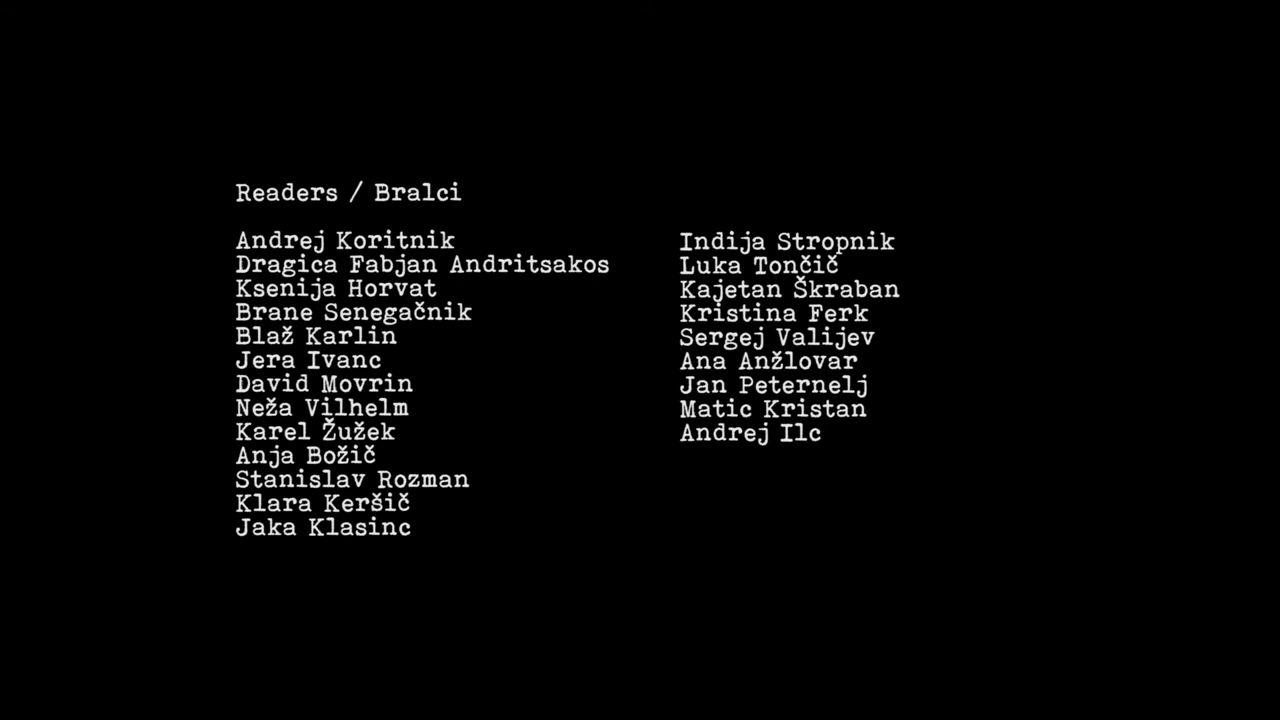 Readers / Bralci
Andrej Koritnik
Dragica Fabjan Andritsakos
Ksenija Horvat
Brane Senegačnik
Blaž Karlin
Jera Ivanc
David Movrin
Neža Vilhelm
Karel Žužek
Anja Božič
Stanislav Rozman
Klara Keršič
Jaka Klasinc
Indija Stropnik
Luka Tončič
Kajetan Škraban
Kristina Ferk
Sergej Valijev
Ana Anžlovar
Jan Peternelj
Matic Kristan
Andrej Ilc